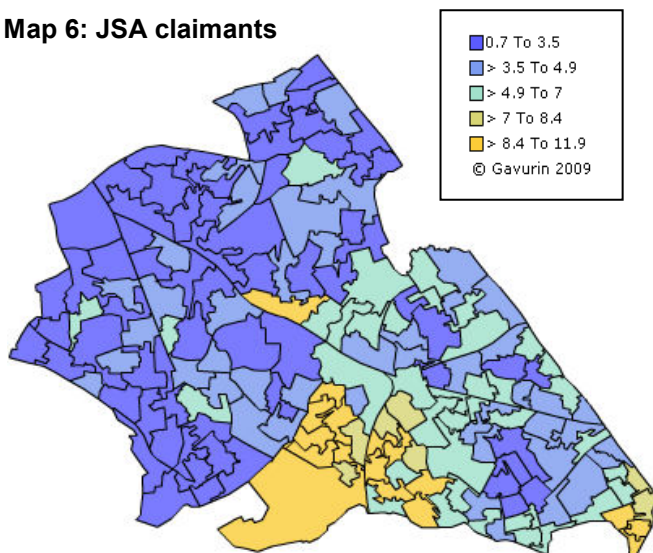 Map 6: JSA claimants
0.7 To 3.5
> 3.5 To 4.9
> 4.9 To 7
> 7 To 8.4
> 8.4 To 11.9
© Gavurin 2009